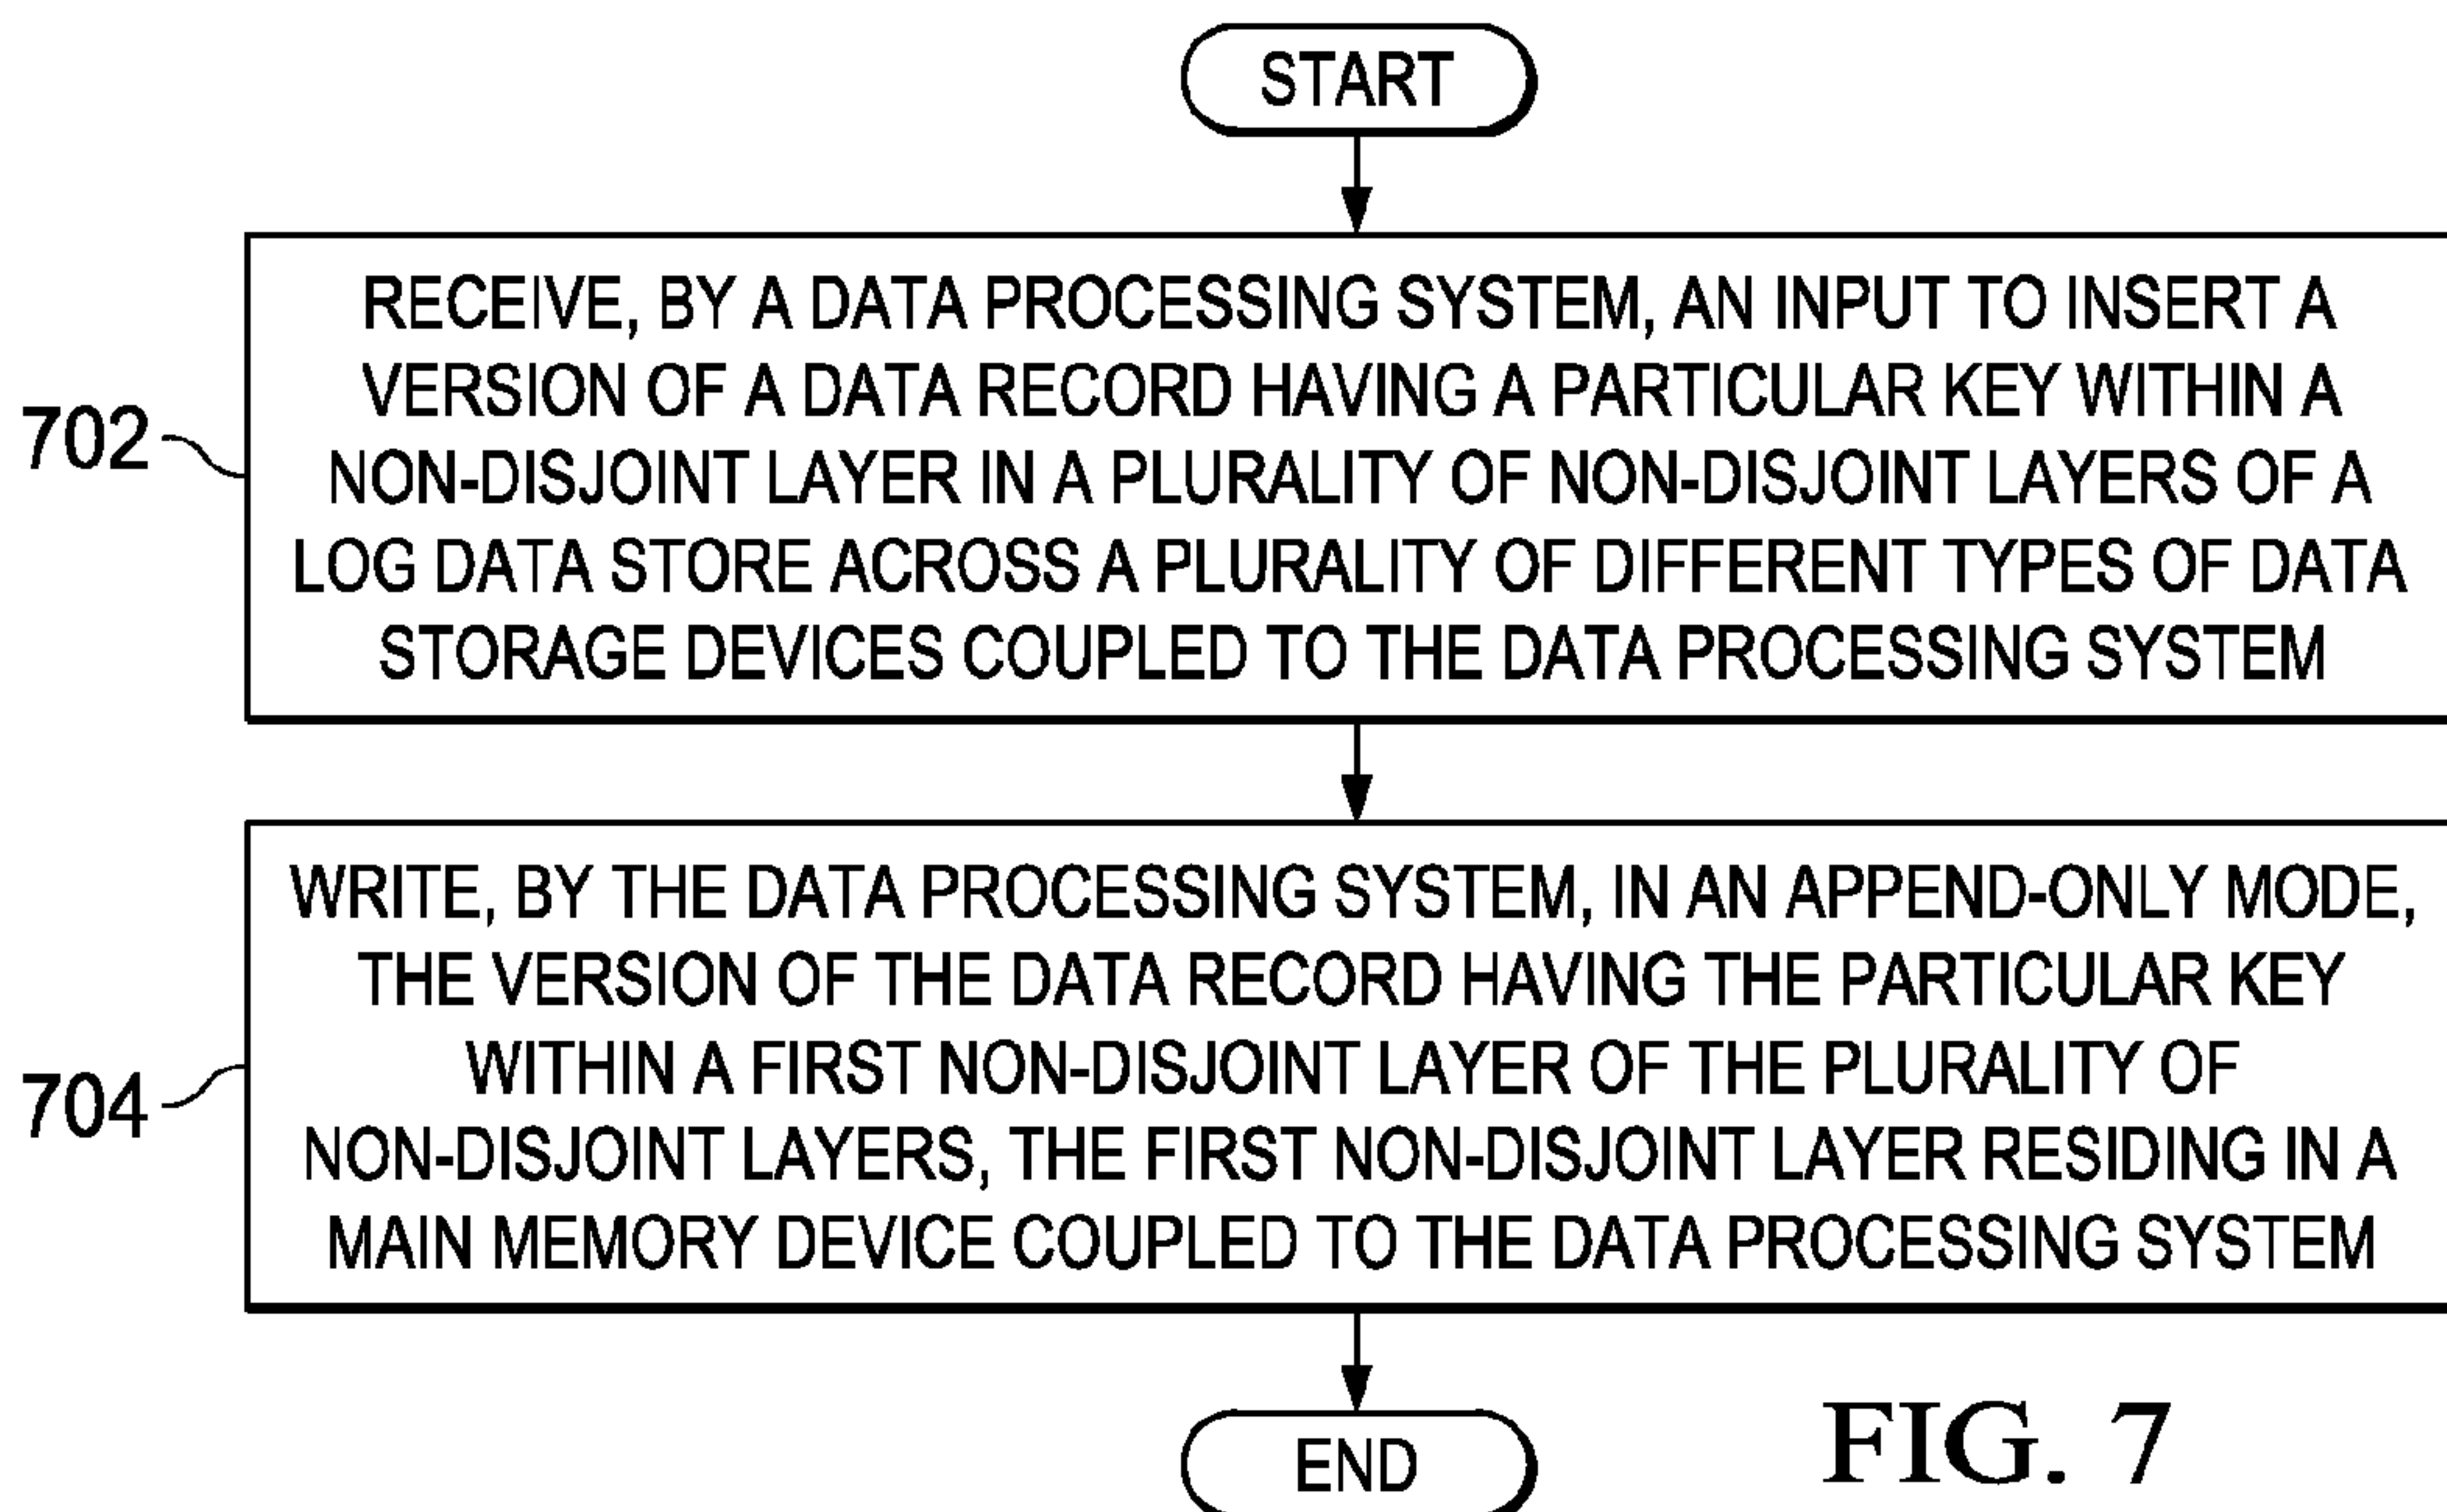 START
RECEIVE, BY A DATA PROCESSING SYSTEM, AN INPUT TO INSERT A
VERSION OF A DATA RECORD HAVING A PARTICULAR KEY WITHIN A
702
NON-DISJOINT LAYER IN A PLURALITY OF NON-DISJOINT LAYERS OF A
LOG DATA STORE ACROSS A PLURALITY OF DIFFERENT TYPES OF DATA
STORAGE DEVICES COUPLED TO THE DATA PROCESSING SYSTEM
WRITE, BY THE DATA PROCESSING SYSTEM, IN AN APPEND-ONLY MODE,
THE VERSION OF THE DATA RECORD HAVING THE PARTICULAR KEY
WITHIN A FIRST NON-DISJOINT LAYER OF THE PLURALITY OF
704
NON-DISJOINT LAYERS, THE FIRST NON-DISJOINT LAYER RESIDING IN A
MAIN MEMORY DEVICE COUPLED TO THE DATA PROCESSING SYSTEM
END
FIG. 7